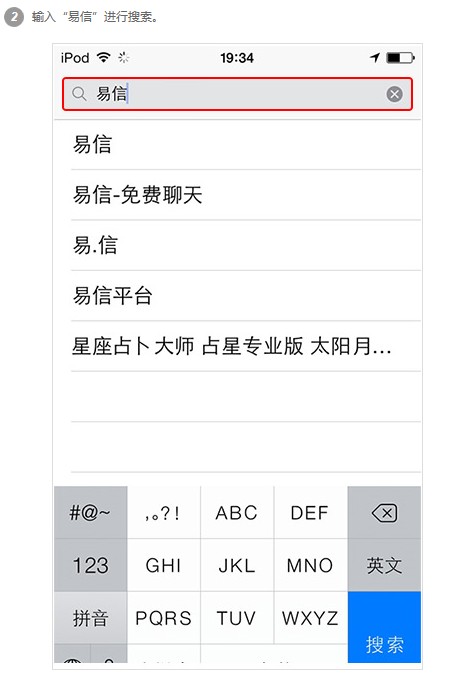 2 输入“易信”进行搜索。
iPod 19:34
易信
易信
易信-免费聊天
易.信
易信平台
星座占卜大师 占星专业版 太阳月...
#@~ ,。?! ABC DEF
123 GHI JKL MNO 英文
拼音 PQRS TUV WXYZ
搜索